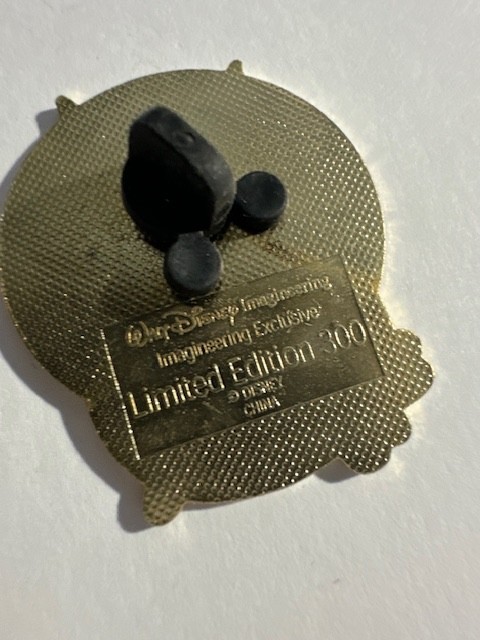 Walt Disney Imagineering
Imagineering Exclusive
Limited Edition 300
© DISNEY
CHINA